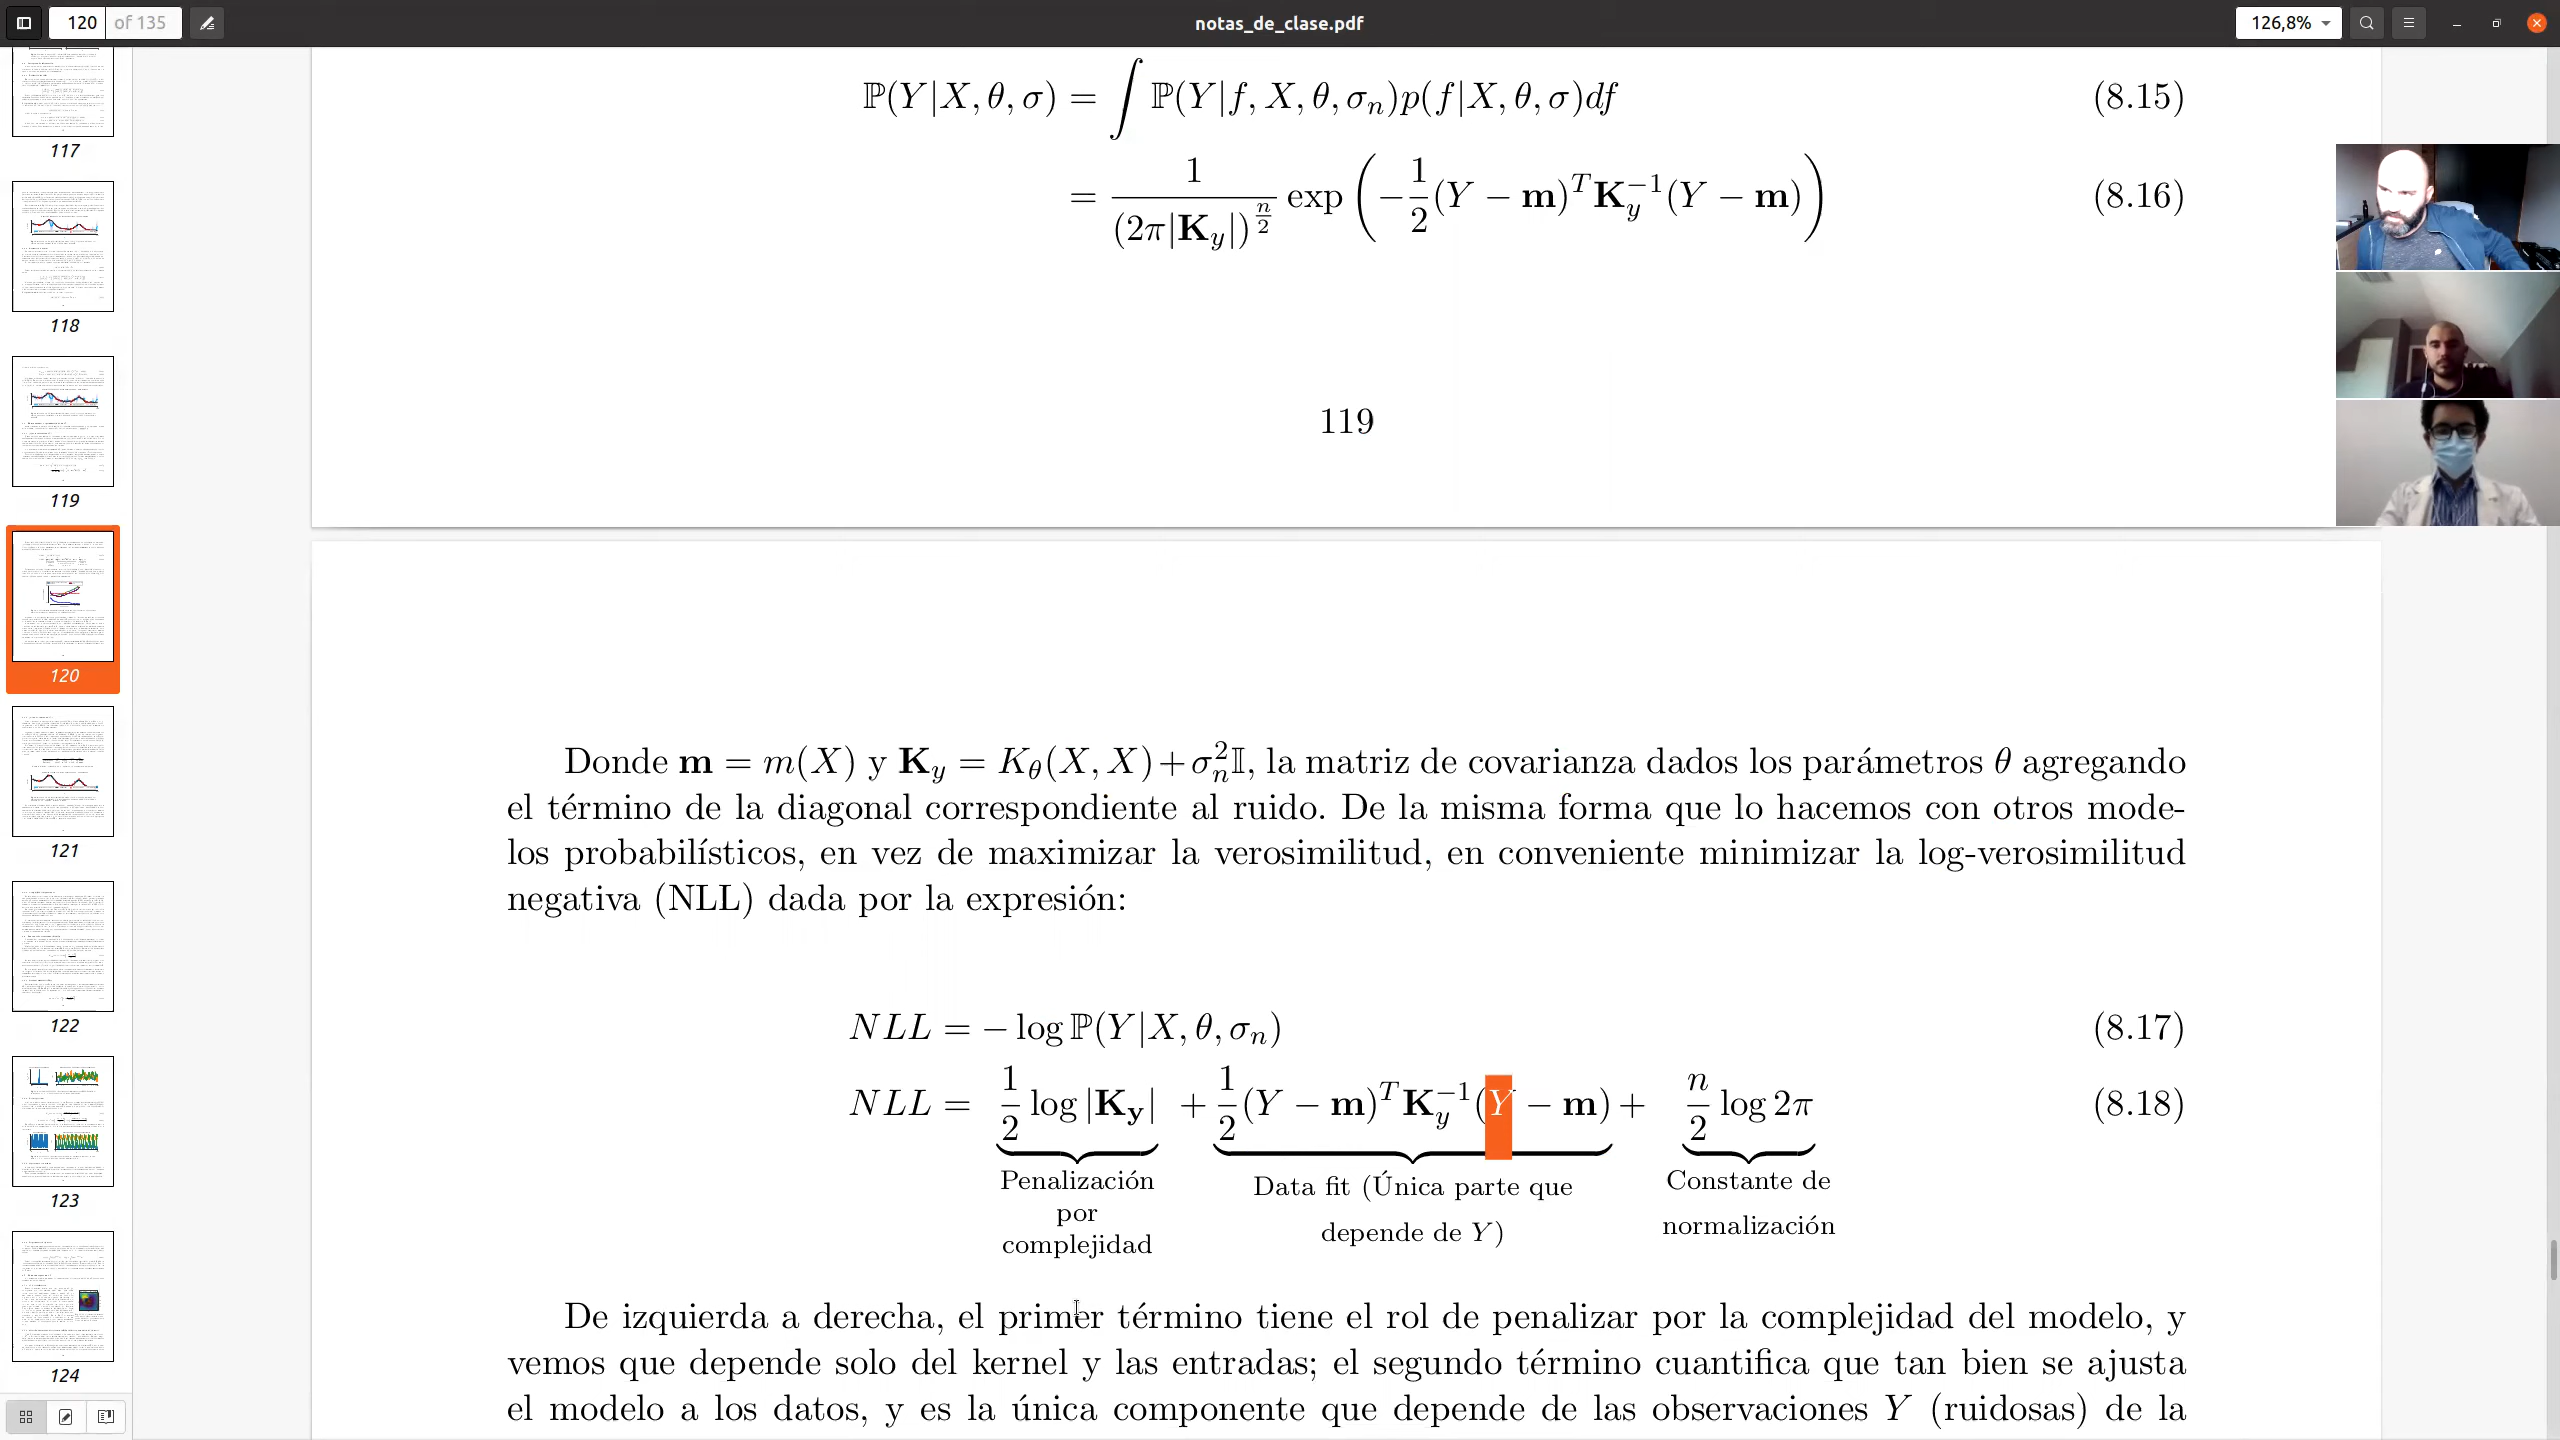 120 of 135
notas_de_clase.pdf
126,8%
117
118
119
120
121
122
123
124
ℙ(Y|X, θ, σ) = ∫ ℙ(Y|f, X, θ, σₙ)p(f|X, θ, σ)df (8.15)
= 1 / (2π|K_y|)^{n/2} exp(−1/2 (Y − m)^T K_y^{−1} (Y − m)) (8.16)
119
Donde m = m(X) y K_y = K_θ(X, X)+σₙ²𝕀, la matriz de covarianza dados los parámetros θ agregando
el término de la diagonal correspondiente al ruido. De la misma forma que lo hacemos con otros mode-
los probabilísticos, en vez de maximizar la verosimilitud, en conveniente minimizar la log-verosimilitud
negativa (NLL) dada por la expresión:
NLL = − log ℙ(Y|X, θ, σₙ) (8.17)
NLL = 1/2 log |K_y| + 1/2 (Y − m)^T K_y^{−1} (Y − m) + n/2 log 2π (8.18)
Penalización
por
complejidad
Data fit (Única parte que
depende de Y)
Constante de
normalización
De izquierda a derecha, el primer término tiene el rol de penalizar por la complejidad del modelo, y
vemos que depende solo del kernel y las entradas; el segundo término cuantifica que tan bien se ajusta
el modelo a los datos, y es la única componente que depende de las observaciones Y (ruidosas) de la